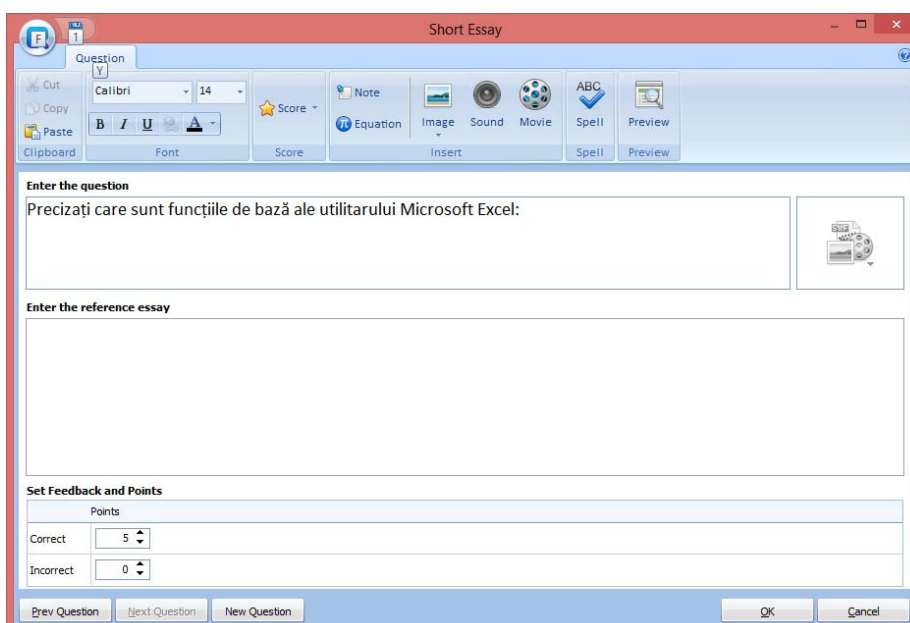 Short Essay
F
1
Question
Y
Cut
Copy
Paste
Clipboard
Calibri
14
B I U A
Font
Score
Score
Note
Equation
Image
Sound
Movie
Insert
ABC
Spell
Spell
Preview
Preview
Enter the question
Precizați care sunt funcțiile de bază ale utilitarului Microsoft Excel:
Enter the reference essay
Set Feedback and Points
Points
Correct 5
Incorrect 0
Prev Question Next Question New Question OK Cancel